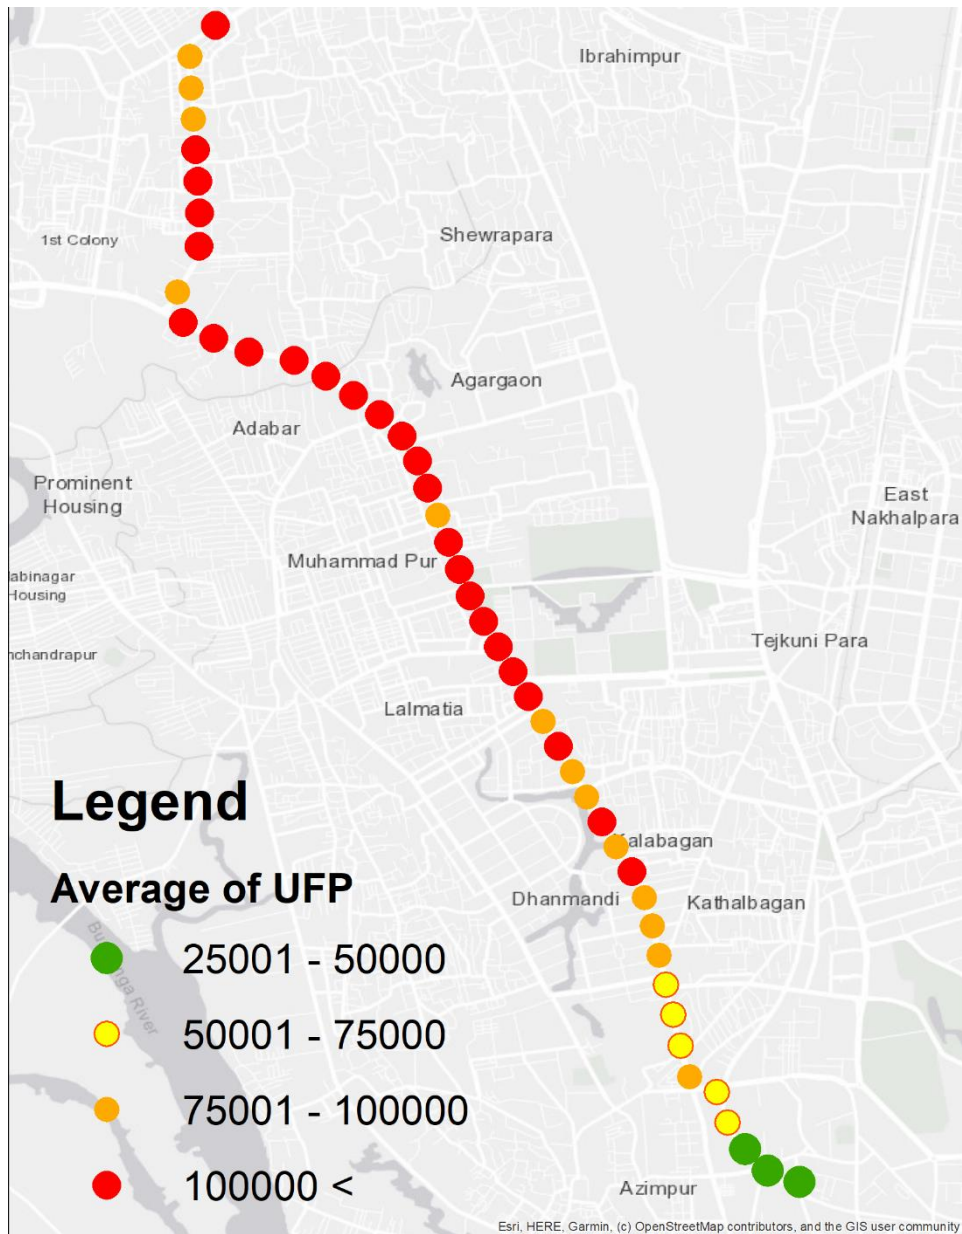 Ibrahimpur
1st Colony
Shewrapara
Agargaon
Adabar
Prominent
Housing
East
Nakhalpara
Muhammad Pur
abinagar
Housing
nchandrapur
Tejkuni Para
Lalmatia
Legend
Kalabagan
Average of UFP
Dhanmandi
Kathalbagan
25001 - 50000
50001 - 75000
75001 - 100000
100000 <
Azimpur
Esri, HERE, Garmin, (c) OpenStreetMap contributors, and the GIS user community